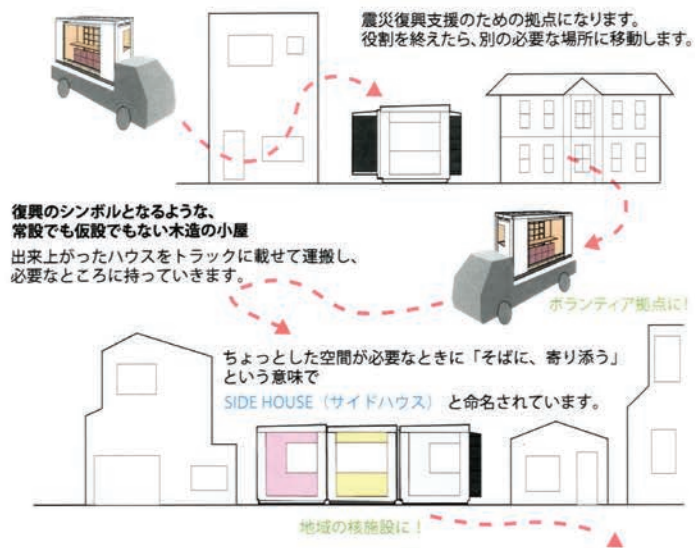 震災復興支援のための拠点になります。
役割を終えたら、別の必要な場所に移動します。
復興のシンボルとなるような、
常設でも仮設でもない木造の小屋
出来上がったハウスをトラックに載せて運搬し、
必要なところに持っていきます。
ボランティア拠点に!
ちょっとした空間が必要なときに「そばに、寄り添う」
という意味で
SIDE HOUSE（サイドハウス）と命名されています。
地域の核施設に！